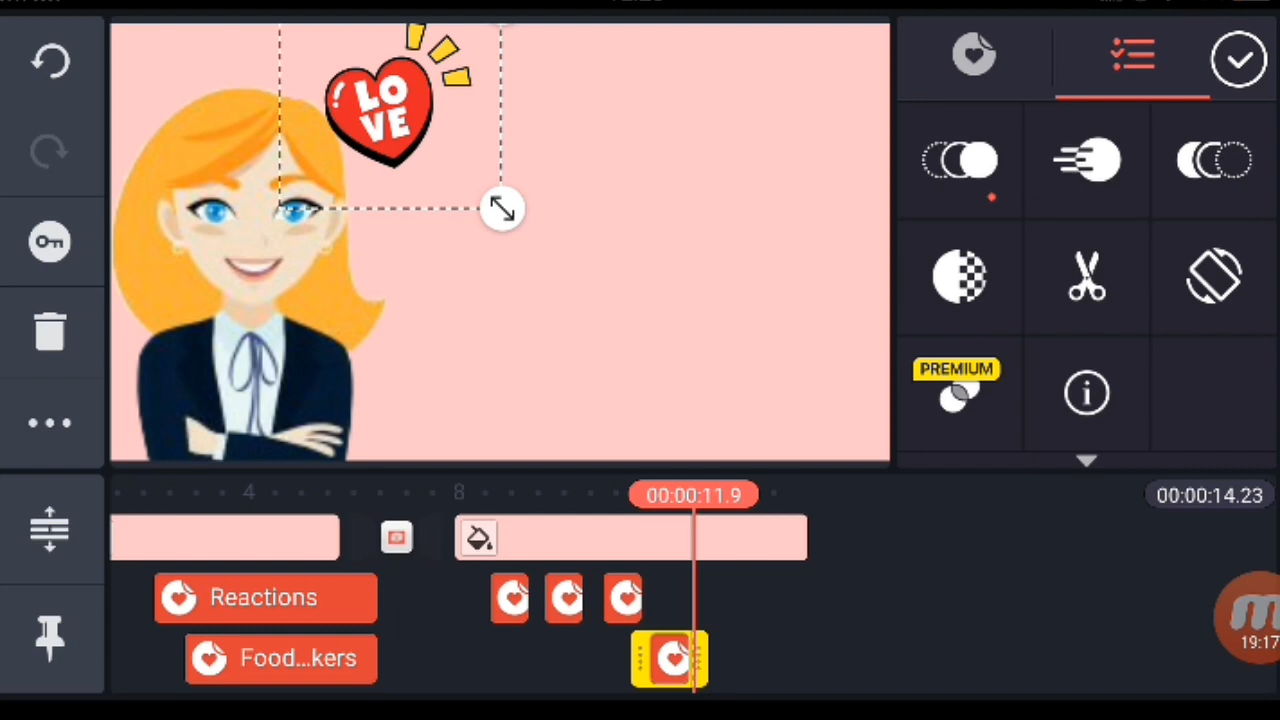 LO
VE
PREMIUM
4
8
00:00:11.9
00:00:14.23
Reactions
Food...kers
19:17